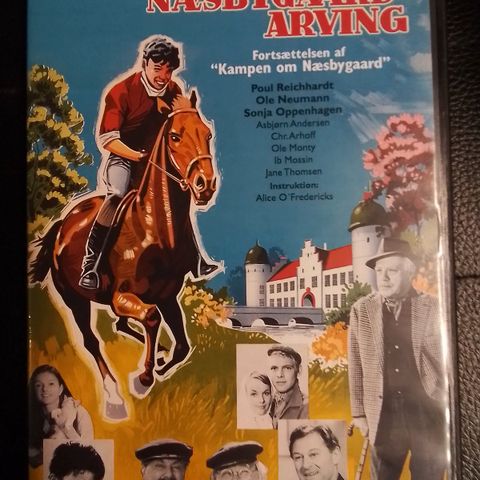 NÆSBYGAARDS
ARVING
Fortsættelsen af
"Kampen om Næsbygaard"
Poul Reichhardt
Ole Neumann
Sonja Oppenhagen
Asbjørn Andersen
Chr. Arhoff
Ole Monty
Ib Mossin
Jane Thomsen
Instruktion:
Alice O'Fredericks